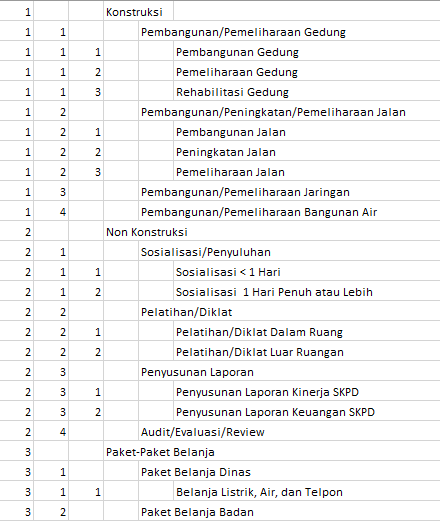 1 Konstruksi
1 1 Pembangunan/Pemeliharaan Gedung
1 1 1 Pembangunan Gedung
1 1 2 Pemeliharaan Gedung
1 1 3 Rehabilitasi Gedung
1 2 Pembangunan/Peningkatan/Pemeliharaan Jalan
1 2 1 Pembangunan Jalan
1 2 2 Peningkatan Jalan
1 2 3 Pemeliharaan Jalan
1 3 Pembangunan/Pemeliharaan Jaringan
1 4 Pembangunan/Pemeliharaan Bangunan Air
2 Non Konstruksi
2 1 Sosialisasi/Penyuluhan
2 1 1 Sosialisasi < 1 Hari
2 1 2 Sosialisasi 1 Hari Penuh atau Lebih
2 2 Pelatihan/Diklat
2 2 1 Pelatihan/Diklat Dalam Ruang
2 2 2 Pelatihan/Diklat Luar Ruangan
2 3 Penyusunan Laporan
2 3 1 Penyusunan Laporan Kinerja SKPD
2 3 2 Penyusunan Laporan Keuangan SKPD
2 4 Audit/Evaluasi/Review
3 Paket-Paket Belanja
3 1 Paket Belanja Dinas
3 1 1 Belanja Listrik, Air, dan Telpon
3 2 Paket Belanja Badan